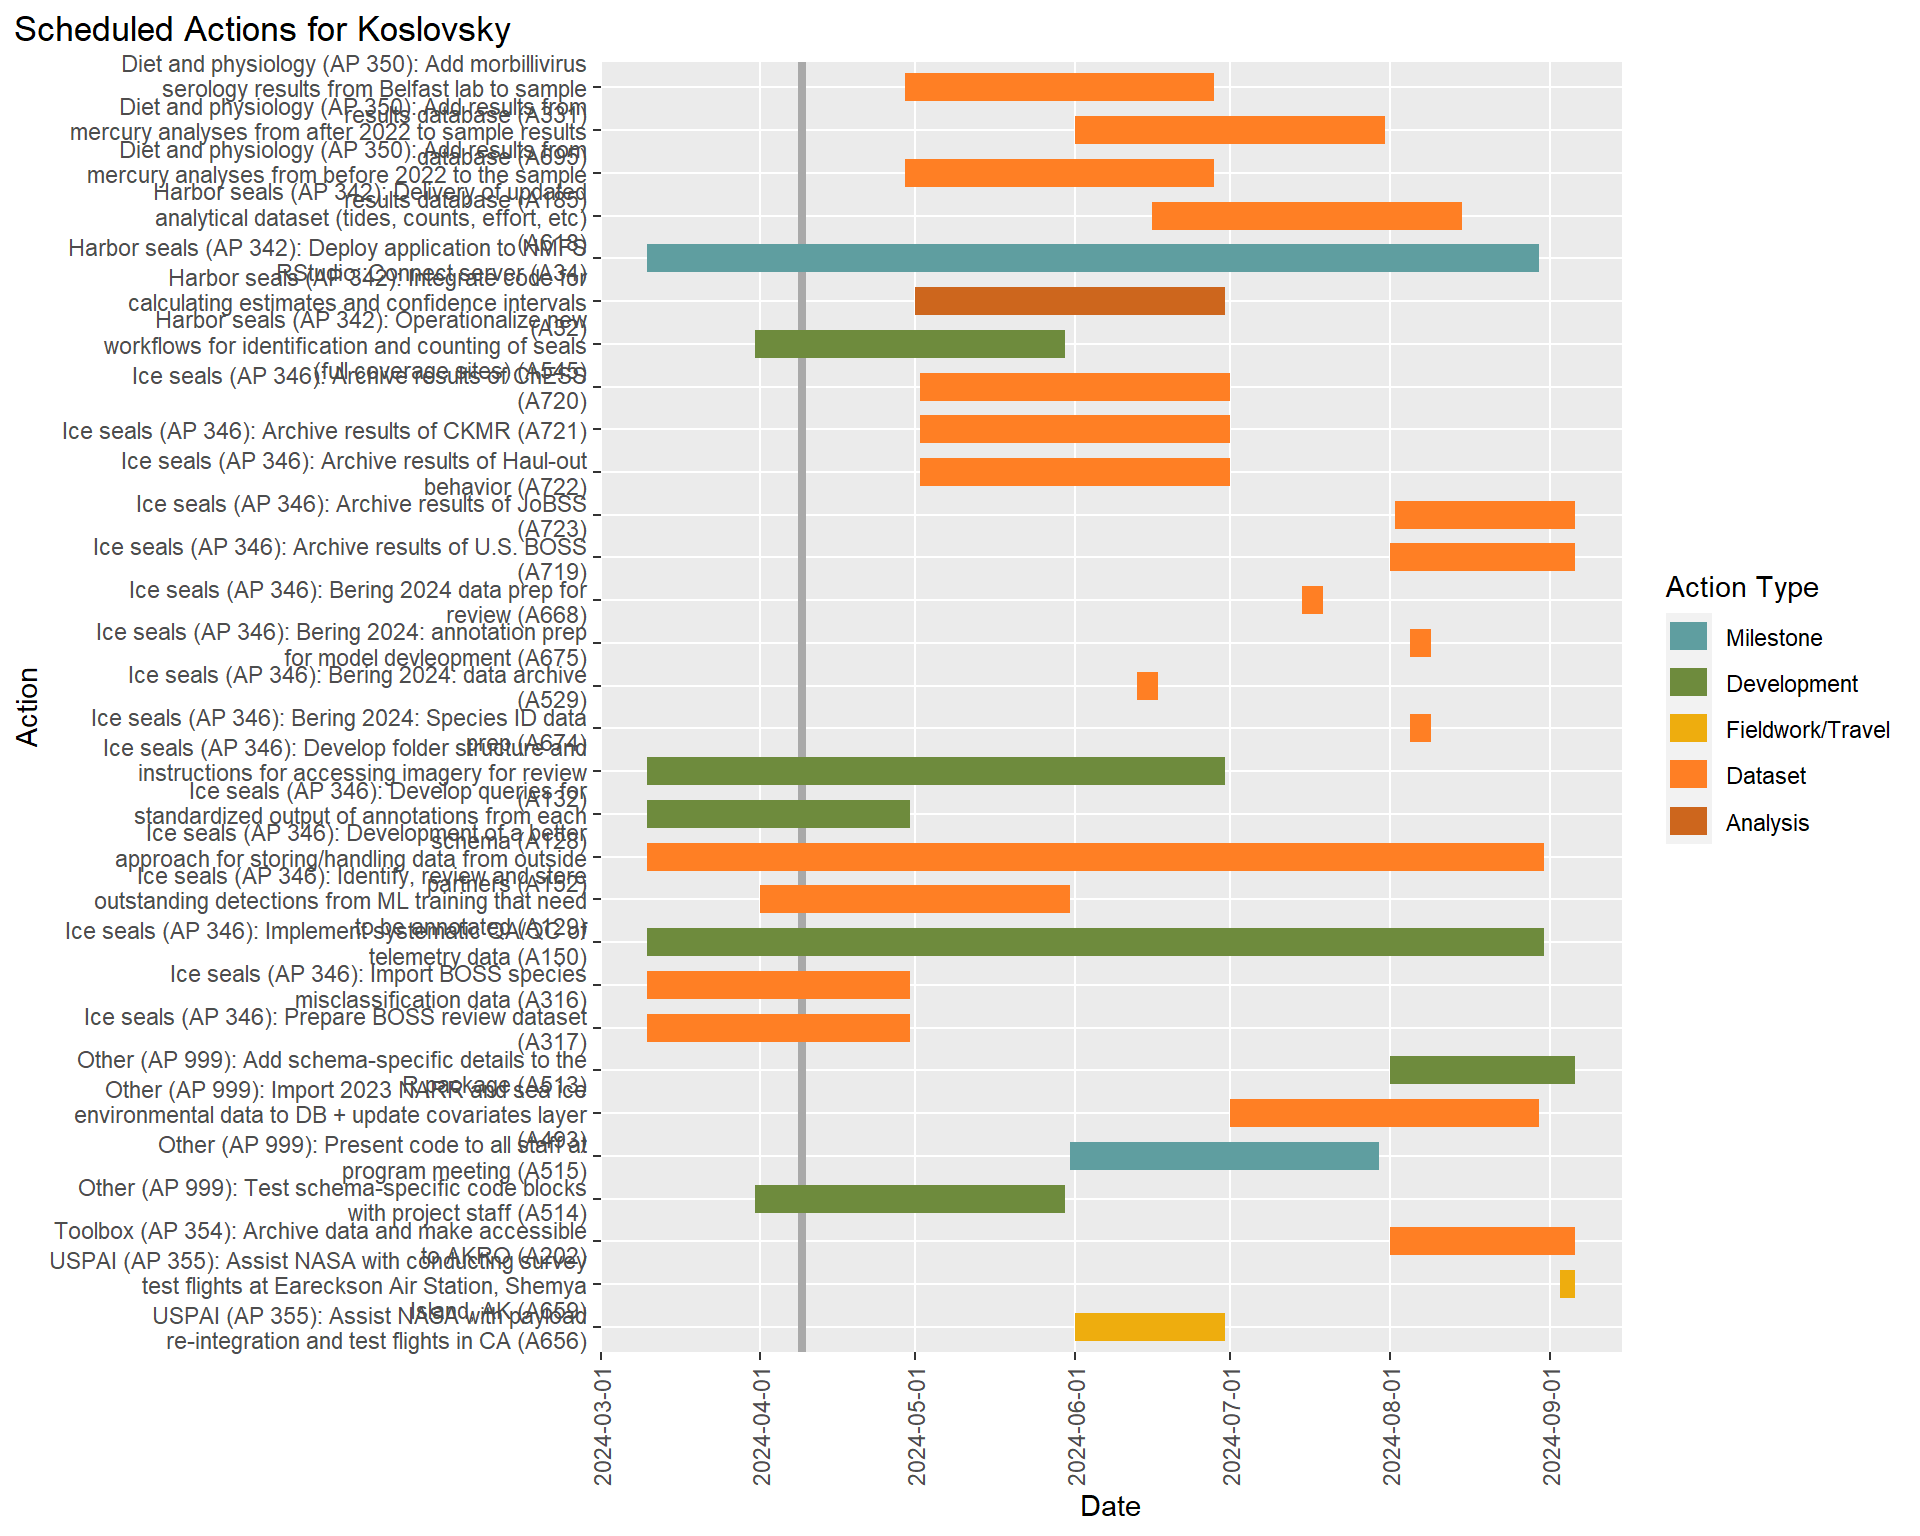 Scheduled Actions for Koslovsky
Diet and physiology (AP 350): Add morbillivirus
serology results from Belfast lab to sample
results database (A331)
Diet and physiology (AP 350): Add results from
mercury analyses from after 2022 to sample results
database (A695)
Diet and physiology (AP 350): Add results from
mercury analyses from before 2022 to the sample
results database (A185)
Harbor seals (AP 342): Delivery of updated
analytical dataset (tides, counts, effort, etc)
(A618)
Harbor seals (AP 342): Deploy application to NMFS
RStudio::Connect server (A34)
Harbor seals (AP 342): Integrate code for
calculating estimates and confidence intervals
(A32)
Harbor seals (AP 342): Operationalize new
workflows for identification and counting of seals
(full coverage sites) (A545)
Ice seals (AP 346): Archive results of ChESS
(A720)
Ice seals (AP 346): Archive results of CKMR (A721)
Ice seals (AP 346): Archive results of Haul-out
behavior (A722)
Ice seals (AP 346): Archive results of JoBSS
(A723)
Ice seals (AP 346): Archive results of U.S. BOSS
(A719)
Ice seals (AP 346): Bering 2024 data prep for
review (A668)
Ice seals (AP 346): Bering 2024: annotation prep
for model devleopment (A675)
Ice seals (AP 346): Bering 2024: data archive
(A529)
Ice seals (AP 346): Bering 2024: Species ID data
prep (A674)
Ice seals (AP 346): Develop folder structure and
instructions for accessing imagery for review
(A132)
Ice seals (AP 346): Develop queries for
standardized output of annotations from each
schema (A128)
Ice seals (AP 346): Development of a better
approach for storing/handling data from outside
partners (A152)
Ice seals (AP 346): Identify, review and store
outstanding detections from ML training that need
to be annotated (A129)
Ice seals (AP 346): Implement systematic QA/QC of
telemetry data (A150)
Ice seals (AP 346): Import BOSS species
misclassification data (A316)
Ice seals (AP 346): Prepare BOSS review dataset
(A317)
Other (AP 999): Add schema-specific details to the
R package (A513)
Other (AP 999): Import 2023 NARR and sea ice
environmental data to DB + update covariates layer
(A493)
Other (AP 999): Present code to all staff at
program meeting (A515)
Other (AP 999): Test schema-specific code blocks
with project staff (A514)
Toolbox (AP 354): Archive data and make accessible
to AKRO (A202)
USPAI (AP 355): Assist NASA with conducting survey
test flights at Eareckson Air Station, Shemya
Island, AK (A659)
USPAI (AP 355): Assist NASA with payload
re-integration and test flights in CA (A656)
Action
2024-03-01
2024-04-01
2024-05-01
2024-06-01
2024-07-01
2024-08-01
2024-09-01
Date
Action Type
Milestone
Development
Fieldwork/Travel
Dataset
Analysis